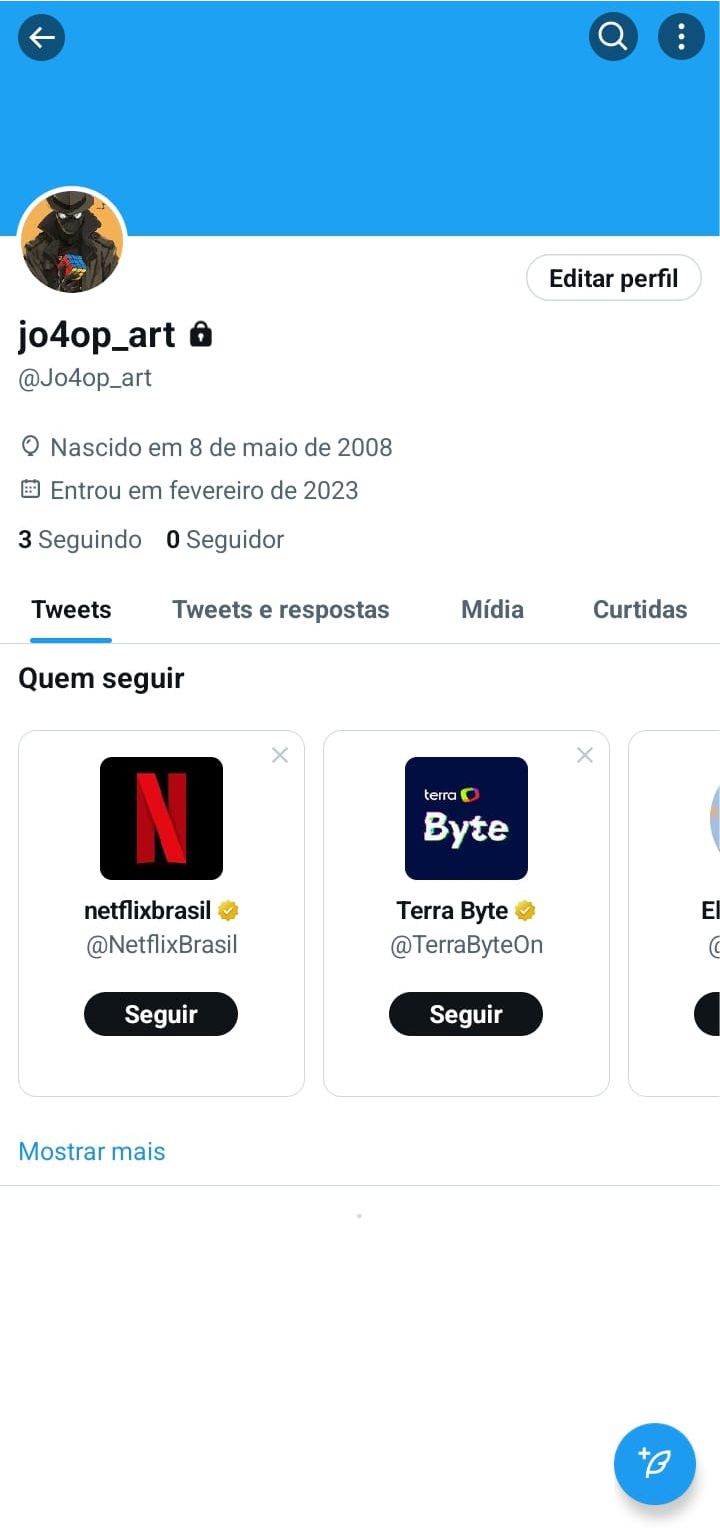 Editar perfil
jo4op_art
@Jo4op_art
Nascido em 8 de maio de 2008
Entrou em fevereiro de 2023
3 Seguindo 0 Seguidor
Tweets Tweets e respostas Mídia Curtidas
Quem seguir
terra
Byte
netflixbrasil Terra Byte El
@NetflixBrasil @TerraByteOn @
Seguir Seguir
Mostrar mais